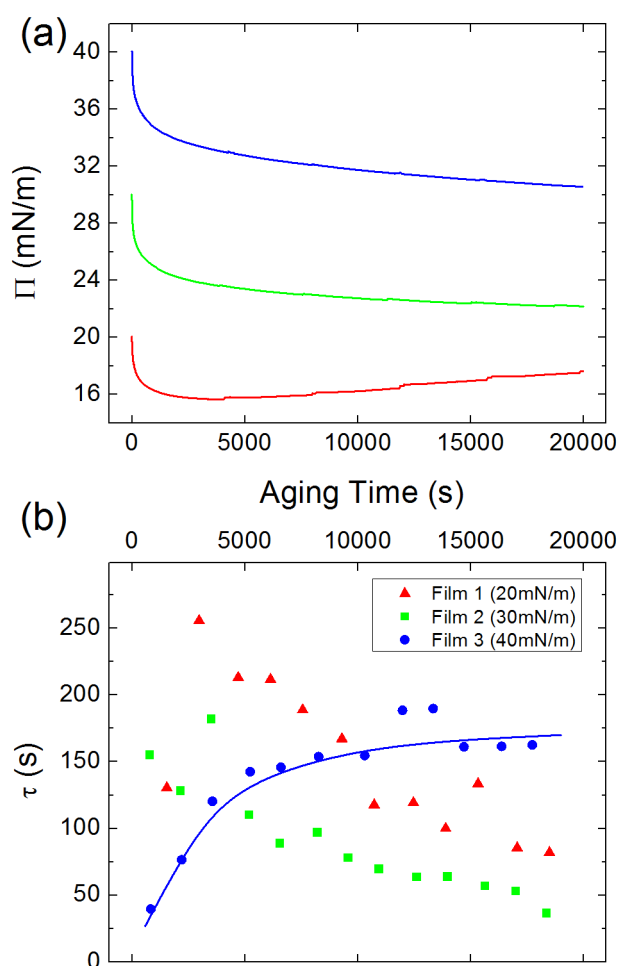 (a)
40
36
32
28
24
20
16
Π (mN/m)
0 5000 10000 15000 20000
Aging Time (s)
(b)
0 5000 10000 15000 20000
Film 1 (20mN/m)
Film 2 (30mN/m)
Film 3 (40mN/m)
250
200
150
100
50
0
τ (s)